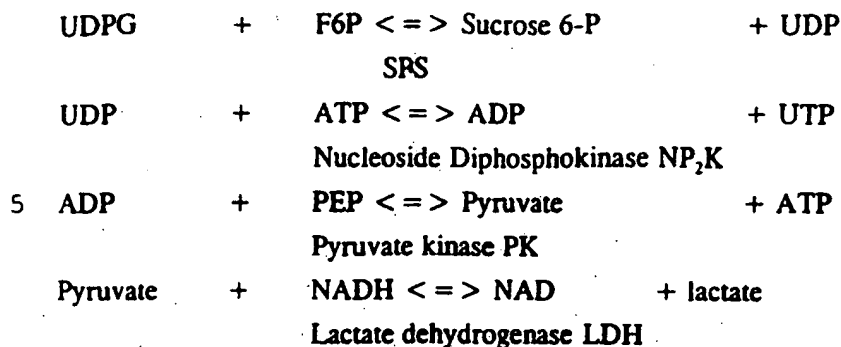 UDPG + F6P < = > Sucrose 6-P + UDP
SPS
UDP + ATP < = > ADP + UTP
Nucleoside Diphosphokinase NP₂K
5 ADP + PEP < = > Pyruvate + ATP
Pyruvate kinase PK
Pyruvate + NADH < = > NAD + lactate
Lactate dehydrogenase LDH